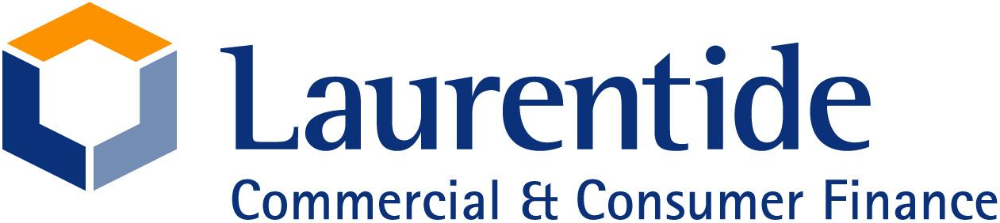 Laurentide
Commercial & Consumer Finance